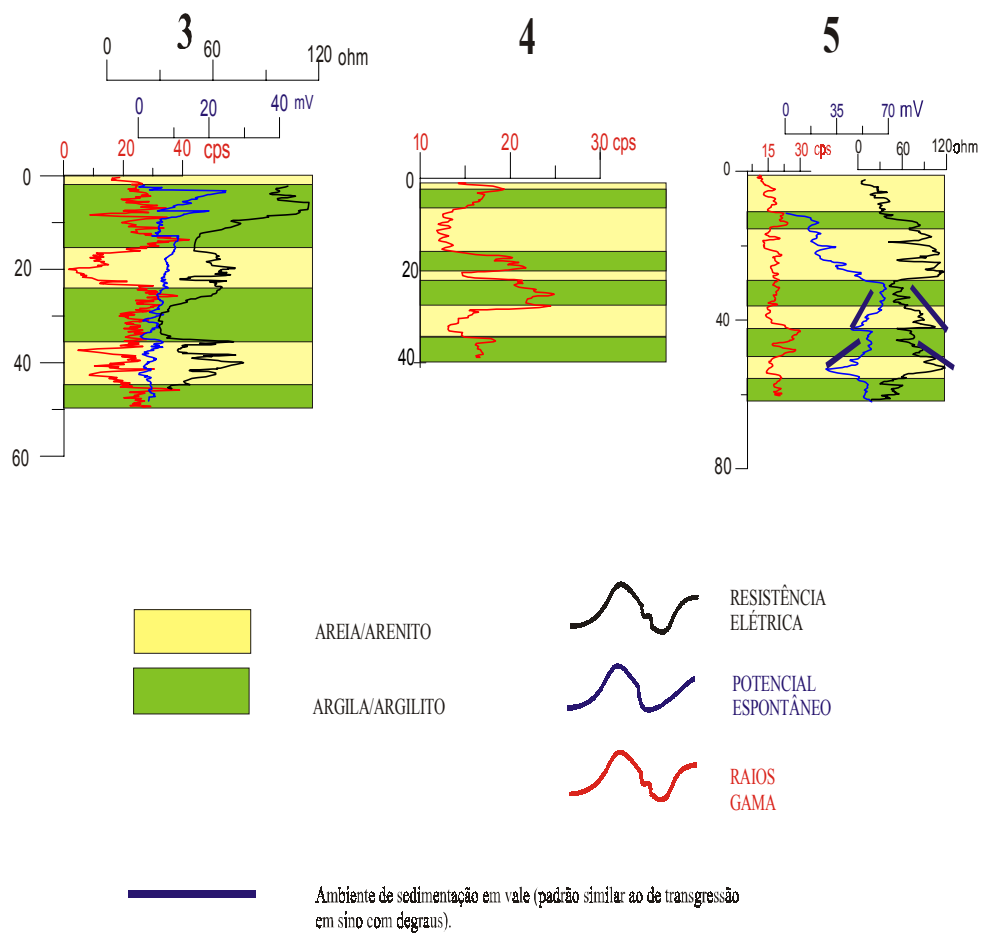 3
4
5
0
60
120 ohm
0
20
40 mV
0
20
40 cps
0
20
40
60
10
20
30 cps
0
20
40
0
35
70 mV
15
30 cps
0
60
120 ohm
0
40
80
AREIA/ARENITO
ARGILA/ARGILITO
RESISTÊNCIA
ELÉTRICA
POTENCIAL
ESPONTÂNEO
RAIOS
GAMA
Ambiente de sedimentação em vale (padrão similar ao de transgressão
em sino com degraus).